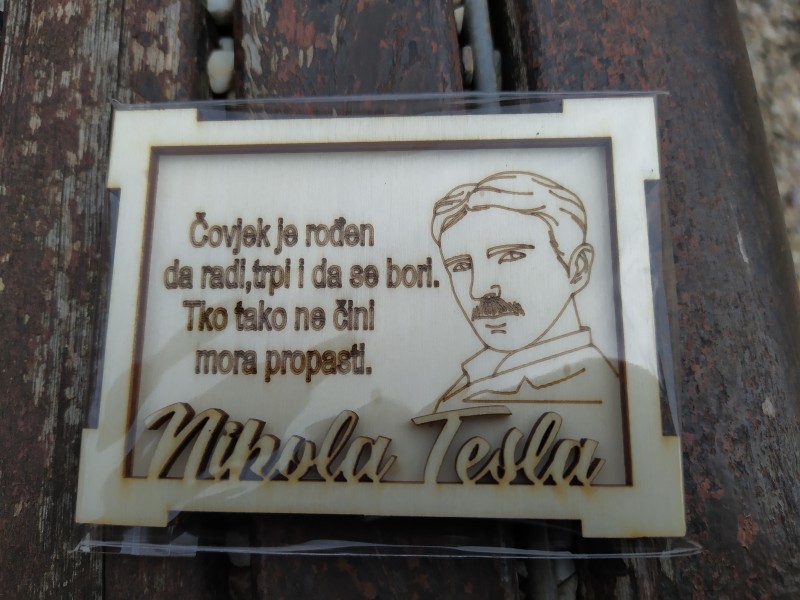 Čovjek je rođen
da radi,trpi i da se bori.
Tko tako ne čini
mora propasti.
Nikola Tesla